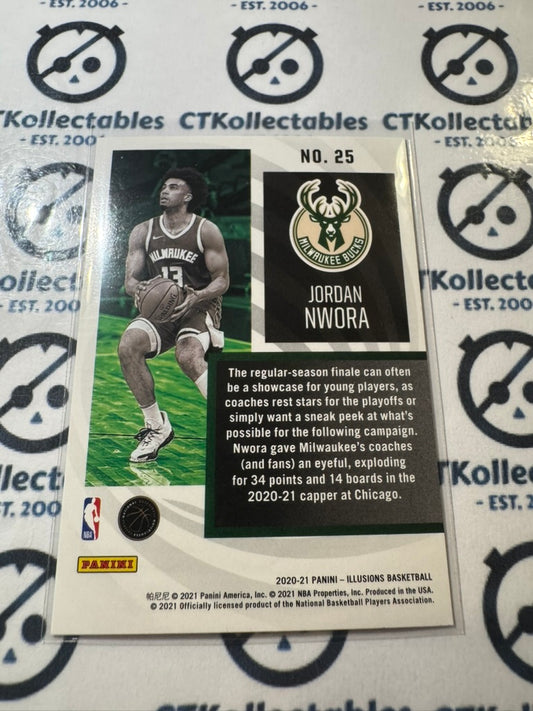 - EST. 2006 -
- EST. 2006 -
- EST. 2006 -
CTKollectables
CTKollectables
CTKollectab
- EST. 200
NO. 25
MILWAUKEE
13
SPALDING
MILWAUKEE BUCKS
JORDAN
NWORA
The regular-season finale can often
be a showcase for young players, as
coaches rest stars for the playoffs or
simply want a sneak peek at what's
possible for the following campaign.
Nwora gave Milwaukee's coaches
(and fans) an eyeful, exploding
for 34 points and 14 boards in the
2020-21 capper at Chicago.
NBA
PANINI
2020-21 PANINI – ILLUSIONS BASKETBALL
帕尼尼 © 2021 Panini America, Inc. © 2021 NBA Properties, Inc. Produced in the USA.
© 2021 Officially licensed product of the National Basketball Players Association.